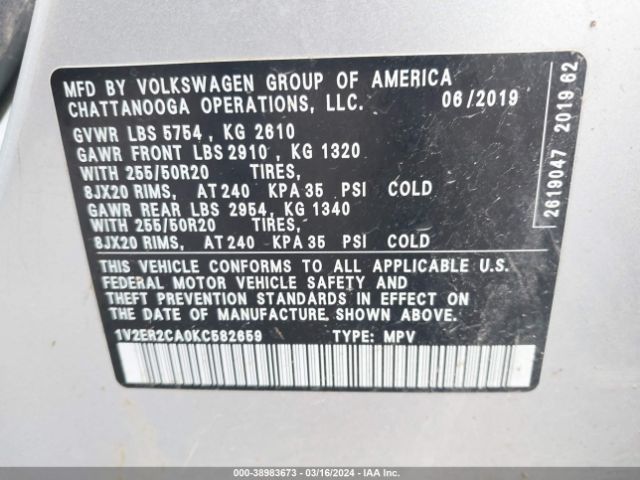 MFD BY VOLKSWAGEN GROUP OF AMERICA
CHATTANOOGA OPERATIONS, LLC. 06/2019
GVWR LBS 5754 , KG 2610
GAWR FRONT LBS 2910 , KG 1320
WITH 255/50R20 TIRES,
8JX20 RIMS, AT 240 KPA 35 PSI COLD
GAWR REAR LBS 2954, KG 1340
WITH 255/50R20 TIRES,
8JX20 RIMS, AT 240 KPA 35 PSI COLD
THIS VEHICLE CONFORMS TO ALL APPLICABLE U.S.
FEDERAL MOTOR VEHICLE SAFETY AND
THEFT PREVENTION STANDARDS IN EFFECT ON
THE DATE OF MANUFACTURE. SHOWN ABOVE
1V2ER2CA0KC582659 TYPE: MPV
2619047 2019 62
000-38983673 - 03/16/2024 - IAA Inc.